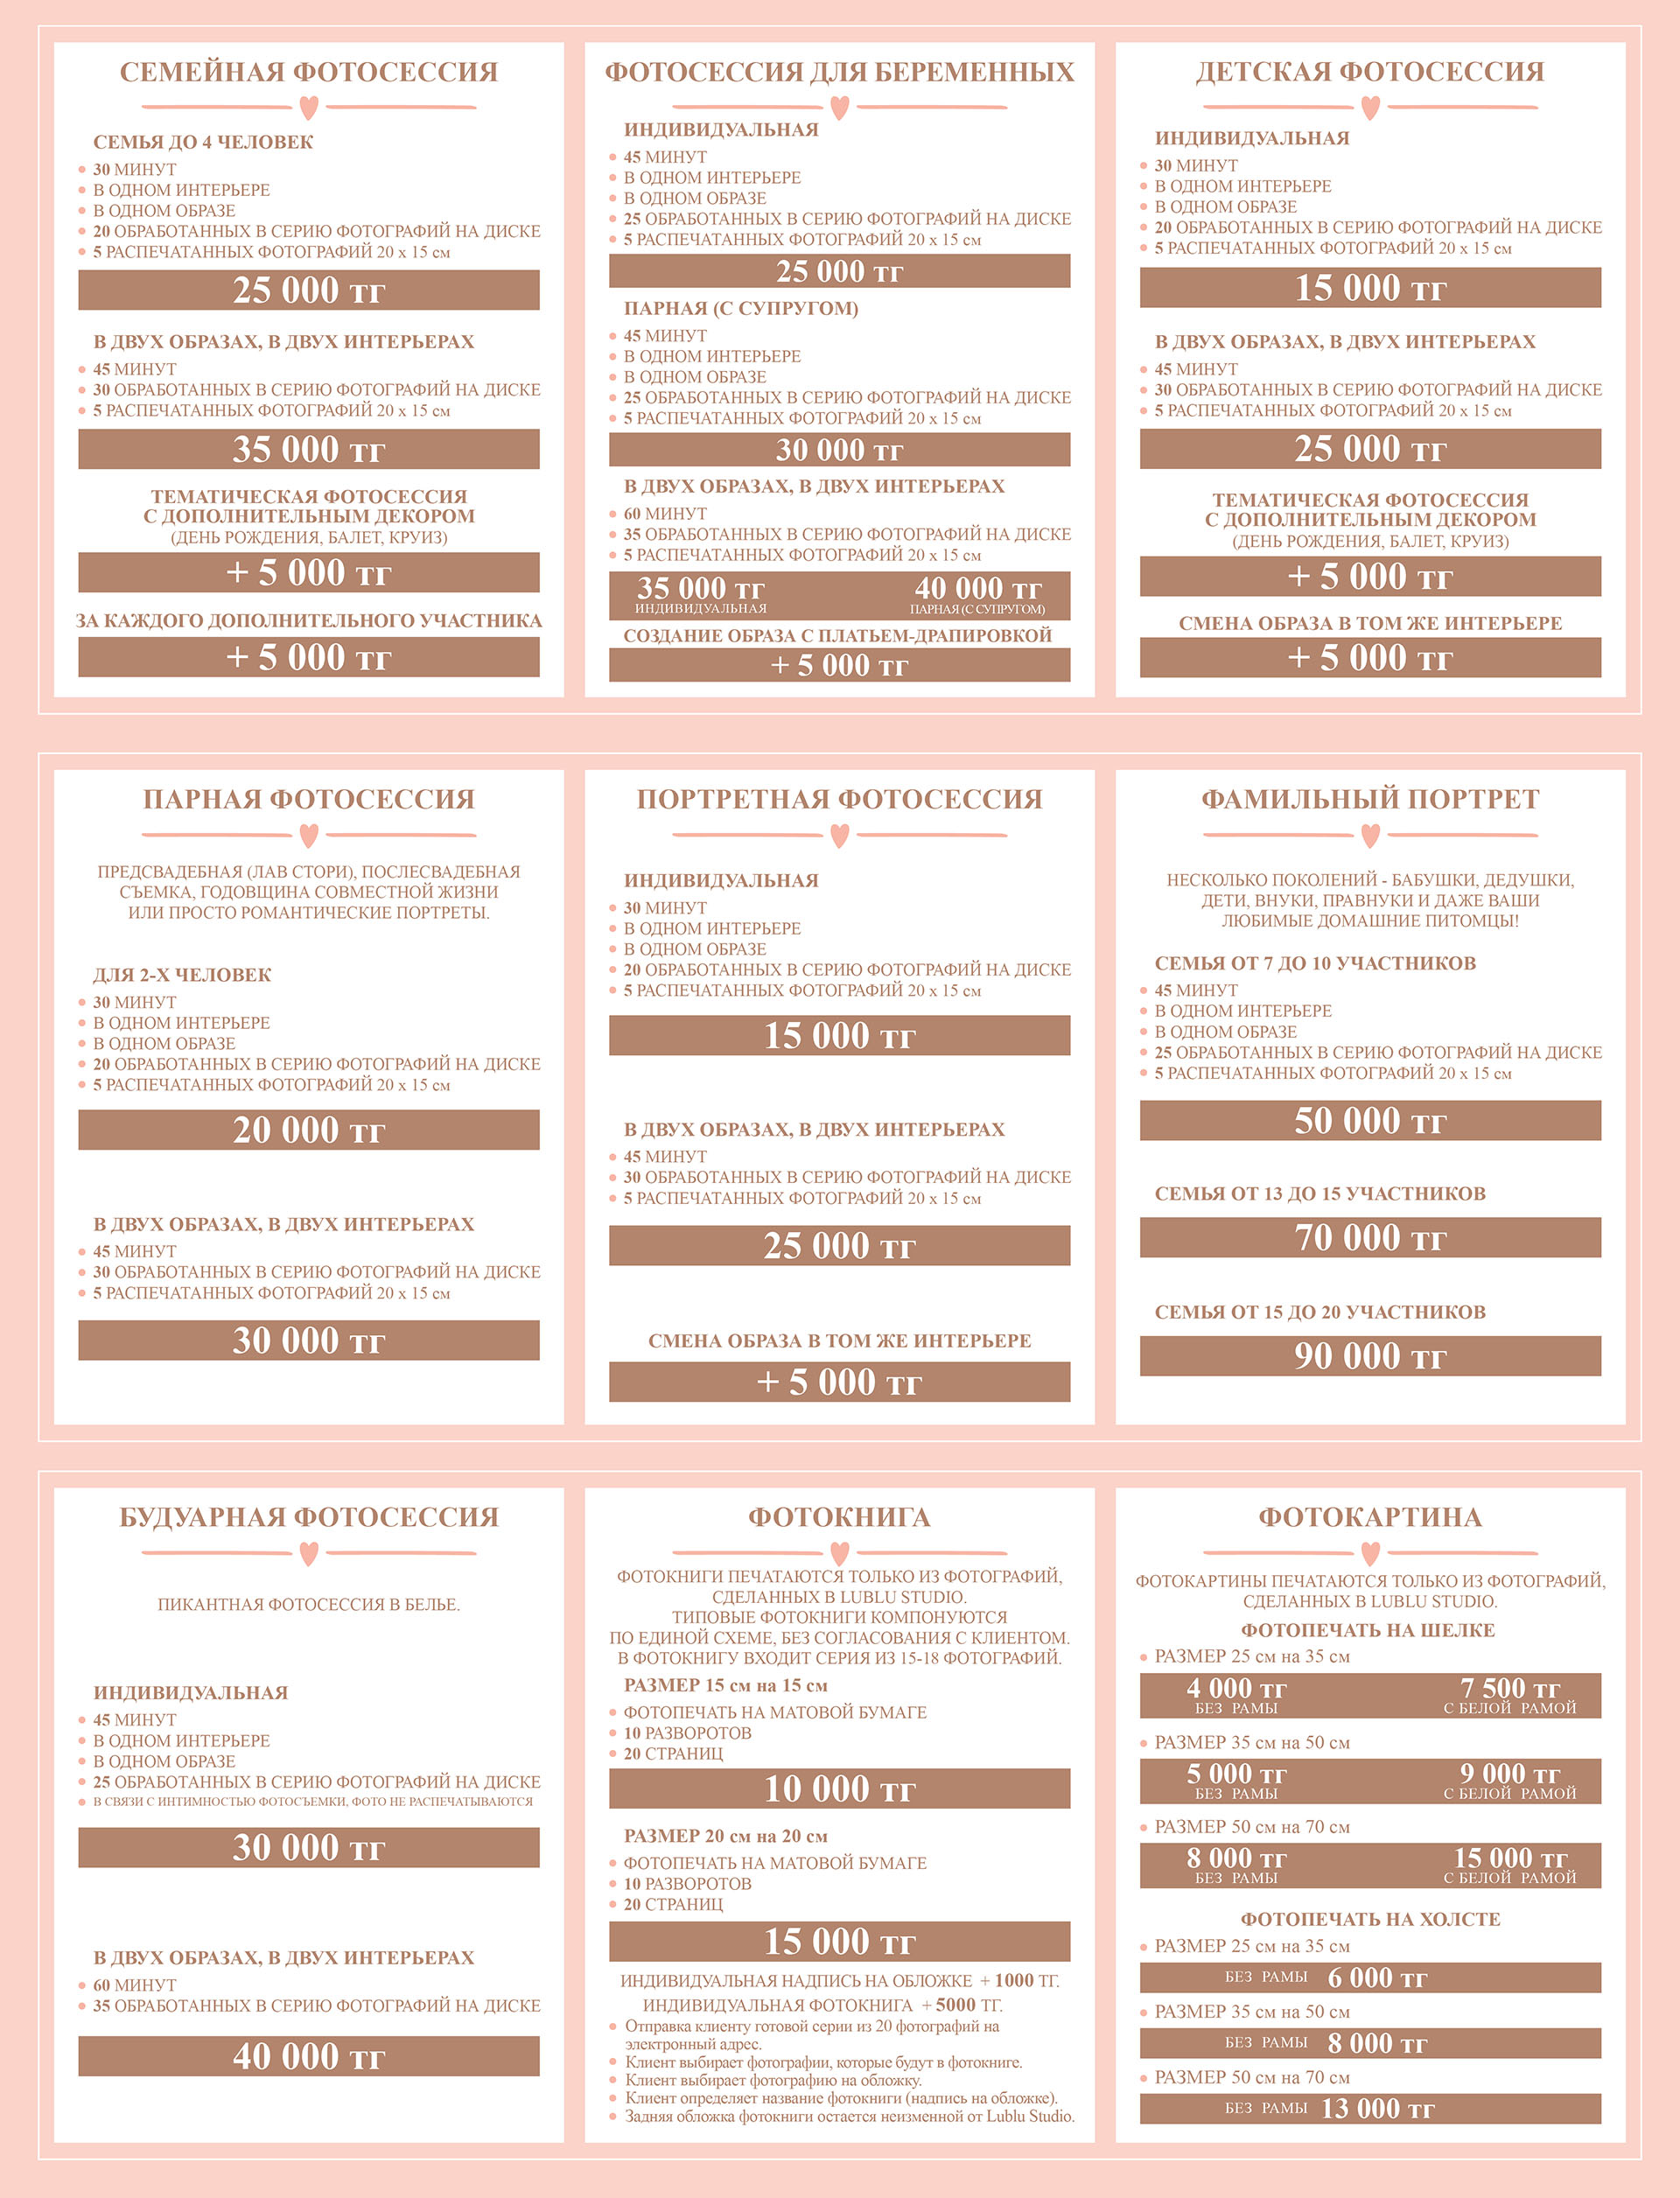 СЕМЕЙНАЯ ФОТОСЕССИЯ
СЕМЬЯ ДО 4 ЧЕЛОВЕК
30 МИНУТ
В ОДНОМ ИНТЕРЬЕРЕ
В ОДНОМ ОБРАЗЕ
20 ОБРАБОТАННЫХ В СЕРИЮ ФОТОГРАФИЙ НА ДИСКЕ
5 РАСПЕЧАТАННЫХ ФОТОГРАФИЙ 20 х 15 см
25 000 тг
В ДВУХ ОБРАЗАХ, В ДВУХ ИНТЕРЬЕРАХ
45 МИНУТ
30 ОБРАБОТАННЫХ В СЕРИЮ ФОТОГРАФИЙ НА ДИСКЕ
5 РАСПЕЧАТАННЫХ ФОТОГРАФИЙ 20 х 15 см
35 000 тг
ТЕМАТИЧЕСКАЯ ФОТОСЕССИЯ
С ДОПОЛНИТЕЛЬНЫМ ДЕКОРОМ
(ДЕНЬ РОЖДЕНИЯ, БАЛЕТ, КРУИЗ)
+ 5 000 тг
ЗА КАЖДОГО ДОПОЛНИТЕЛЬНОГО УЧАСТНИКА
+ 5 000 тг
ФОТОСЕССИЯ ДЛЯ БЕРЕМЕННЫХ
ИНДИВИДУАЛЬНАЯ
45 МИНУТ
В ОДНОМ ИНТЕРЬЕРЕ
В ОДНОМ ОБРАЗЕ
25 ОБРАБОТАННЫХ В СЕРИЮ ФОТОГРАФИЙ НА ДИСКЕ
5 РАСПЕЧАТАННЫХ ФОТОГРАФИЙ 20 х 15 см
25 000 тг
ПАРНАЯ (С СУПРУГОМ)
45 МИНУТ
В ОДНОМ ИНТЕРЬЕРЕ
В ОДНОМ ОБРАЗЕ
25 ОБРАБОТАННЫХ В СЕРИЮ ФОТОГРАФИЙ НА ДИСКЕ
5 РАСПЕЧАТАННЫХ ФОТОГРАФИЙ 20 х 15 см
30 000 тг
В ДВУХ ОБРАЗАХ, В ДВУХ ИНТЕРЬЕРАХ
60 МИНУТ
35 ОБРАБОТАННЫХ В СЕРИЮ ФОТОГРАФИЙ НА ДИСКЕ
5 РАСПЕЧАТАННЫХ ФОТОГРАФИЙ 20 х 15 см
35 000 тг 40 000 тг
ИНДИВИДУАЛЬНАЯ ПАРНАЯ (С СУПРУГОМ)
СОЗДАНИЕ ОБРАЗА С ПЛАТЬЕМ-ДРАПИРОВКОЙ
+ 5 000 тг
ДЕТСКАЯ ФОТОСЕССИЯ
ИНДИВИДУАЛЬНАЯ
30 МИНУТ
В ОДНОМ ИНТЕРЬЕРЕ
В ОДНОМ ОБРАЗЕ
20 ОБРАБОТАННЫХ В СЕРИЮ ФОТОГРАФИЙ НА ДИСКЕ
5 РАСПЕЧАТАННЫХ ФОТОГРАФИЙ 20 х 15 см
15 000 тг
В ДВУХ ОБРАЗАХ, В ДВУХ ИНТЕРЬЕРАХ
45 МИНУТ
30 ОБРАБОТАННЫХ В СЕРИЮ ФОТОГРАФИЙ НА ДИСКЕ
5 РАСПЕЧАТАННЫХ ФОТОГРАФИЙ 20 х 15 см
25 000 тг
ТЕМАТИЧЕСКАЯ ФОТОСЕССИЯ
С ДОПОЛНИТЕЛЬНЫМ ДЕКОРОМ
(ДЕНЬ РОЖДЕНИЯ, БАЛЕТ, КРУИЗ)
+ 5 000 тг
СМЕНА ОБРАЗА В ТОМ ЖЕ ИНТЕРЬЕРЕ
+ 5 000 тг
ПАРНАЯ ФОТОСЕССИЯ
ПРЕДСВАДЕБНАЯ (ЛАВ СТОРИ), ПОСЛЕСВАДЕБНАЯ
СЪЕМКА, ГОДОВЩИНА СОВМЕСТНОЙ ЖИЗНИ
ИЛИ ПРОСТО РОМАНТИЧЕСКИЕ ПОРТРЕТЫ.
ДЛЯ 2-Х ЧЕЛОВЕК
30 МИНУТ
В ОДНОМ ИНТЕРЬЕРЕ
В ОДНОМ ОБРАЗЕ
20 ОБРАБОТАННЫХ В СЕРИЮ ФОТОГРАФИЙ НА ДИСКЕ
5 РАСПЕЧАТАННЫХ ФОТОГРАФИЙ 20 х 15 см
20 000 тг
В ДВУХ ОБРАЗАХ, В ДВУХ ИНТЕРЬЕРАХ
45 МИНУТ
30 ОБРАБОТАННЫХ В СЕРИЮ ФОТОГРАФИЙ НА ДИСКЕ
5 РАСПЕЧАТАННЫХ ФОТОГРАФИЙ 20 х 15 см
30 000 тг
ПОРТРЕТНАЯ ФОТОСЕССИЯ
ИНДИВИДУАЛЬНАЯ
30 МИНУТ
В ОДНОМ ИНТЕРЬЕРЕ
В ОДНОМ ОБРАЗЕ
20 ОБРАБОТАННЫХ В СЕРИЮ ФОТОГРАФИЙ НА ДИСКЕ
5 РАСПЕЧАТАННЫХ ФОТОГРАФИЙ 20 х 15 см
15 000 тг
В ДВУХ ОБРАЗАХ, В ДВУХ ИНТЕРЬЕРАХ
45 МИНУТ
30 ОБРАБОТАННЫХ В СЕРИЮ ФОТОГРАФИЙ НА ДИСКЕ
5 РАСПЕЧАТАННЫХ ФОТОГРАФИЙ 20 х 15 см
25 000 тг
СМЕНА ОБРАЗА В ТОМ ЖЕ ИНТЕРЬЕРЕ
+ 5 000 тг
ФАМИЛЬНЫЙ ПОРТРЕТ
НЕСКОЛЬКО ПОКОЛЕНИЙ - БАБУШКИ, ДЕДУШКИ,
ДЕТИ, ВНУКИ, ПРАВНУКИ И ДАЖЕ ВАШИ
ЛЮБИМЫЕ ДОМАШНИЕ ПИТОМЦЫ!
СЕМЬЯ ОТ 7 ДО 10 УЧАСТНИКОВ
45 МИНУТ
В ОДНОМ ИНТЕРЬЕРЕ
В ОДНОМ ОБРАЗЕ
25 ОБРАБОТАННЫХ В СЕРИЮ ФОТОГРАФИЙ НА ДИСКЕ
5 РАСПЕЧАТАННЫХ ФОТОГРАФИЙ 20 х 15 см
50 000 тг
СЕМЬЯ ОТ 13 ДО 15 УЧАСТНИКОВ
70 000 тг
СЕМЬЯ ОТ 15 ДО 20 УЧАСТНИКОВ
90 000 тг
БУДУАРНАЯ ФОТОСЕССИЯ
ПИКАНТНАЯ ФОТОСЕССИЯ В БЕЛЬЕ.
ИНДИВИДУАЛЬНАЯ
45 МИНУТ
В ОДНОМ ИНТЕРЬЕРЕ
В ОДНОМ ОБРАЗЕ
25 ОБРАБОТАННЫХ В СЕРИЮ ФОТОГРАФИЙ НА ДИСКЕ
В СВЯЗИ С ИНТИМНОСТЬЮ ФОТОСЪЕМКИ, ФОТО НЕ РАСПЕЧАТЫВАЮТСЯ
30 000 тг
В ДВУХ ОБРАЗАХ, В ДВУХ ИНТЕРЬЕРАХ
60 МИНУТ
35 ОБРАБОТАННЫХ В СЕРИЮ ФОТОГРАФИЙ НА ДИСКЕ
40 000 тг
ФОТОКНИГА
ФОТОКНИГИ ПЕЧАТАЮТСЯ ТОЛЬКО ИЗ ФОТОГРАФИЙ,
СДЕЛАННЫХ В LUBLU STUDIO.
ТИПОВЫЕ ФОТОКНИГИ КОМПОНУЮТСЯ
ПО ЕДИНОЙ СХЕМЕ, БЕЗ СОГЛАСОВАНИЯ С КЛИЕНТОМ.
В ФОТОКНИГУ ВХОДИТ СЕРИЯ ИЗ 15-18 ФОТОГРАФИЙ.
РАЗМЕР 15 см на 15 см
ФОТОПЕЧАТЬ НА МАТОВОЙ БУМАГЕ
10 РАЗВОРОТОВ
20 СТРАНИЦ
10 000 тг
РАЗМЕР 20 см на 20 см
ФОТОПЕЧАТЬ НА МАТОВОЙ БУМАГЕ
10 РАЗВОРОТОВ
20 СТРАНИЦ
15 000 тг
ИНДИВИДУАЛЬНАЯ НАДПИСЬ НА ОБЛОЖКЕ + 1000 ТГ.
ИНДИВИДУАЛЬНАЯ ФОТОКНИГА + 5000 ТГ.
Отправка клиенту готовой серии из 20 фотографий на
электронный адрес.
Клиент выбирает фотографии, которые будут в фотокниге.
Клиент выбирает фотографию на обложку.
Клиент определяет название фотокниги (надпись на обложке).
Задняя обложка фотокниги остается неизменной от Lublu Studio.
ФОТОКАРТИНА
ФОТОКАРТИНЫ ПЕЧАТАЮТСЯ ТОЛЬКО ИЗ ФОТОГРАФИЙ,
СДЕЛАННЫХ В LUBLU STUDIO.
ФОТОПЕЧАТЬ НА ШЕЛКЕ
РАЗМЕР 25 см на 35 см
4 000 тг 7 500 тг
БЕЗ РАМЫ С БЕЛОЙ РАМОЙ
РАЗМЕР 35 см на 50 см
5 000 тг 9 000 тг
БЕЗ РАМЫ С БЕЛОЙ РАМОЙ
РАЗМЕР 50 см на 70 см
8 000 тг 15 000 тг
БЕЗ РАМЫ С БЕЛОЙ РАМОЙ
ФОТОПЕЧАТЬ НА ХОЛСТЕ
РАЗМЕР 25 см на 35 см
БЕЗ РАМЫ 6 000 тг
РАЗМЕР 35 см на 50 см
БЕЗ РАМЫ 8 000 тг
РАЗМЕР 50 см на 70 см
БЕЗ РАМЫ 13 000 тг